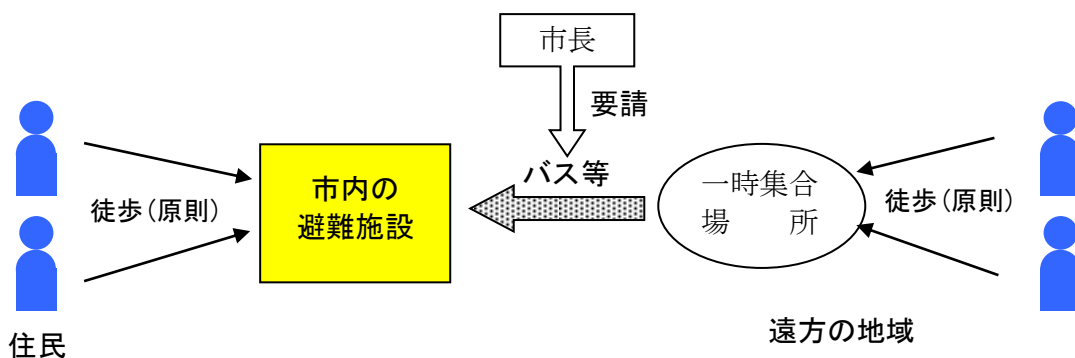 市長
要請
バス等
市内の
避難施設
一時集合
場　　所
徒歩(原則)
徒歩(原則)
住民
遠方の地域